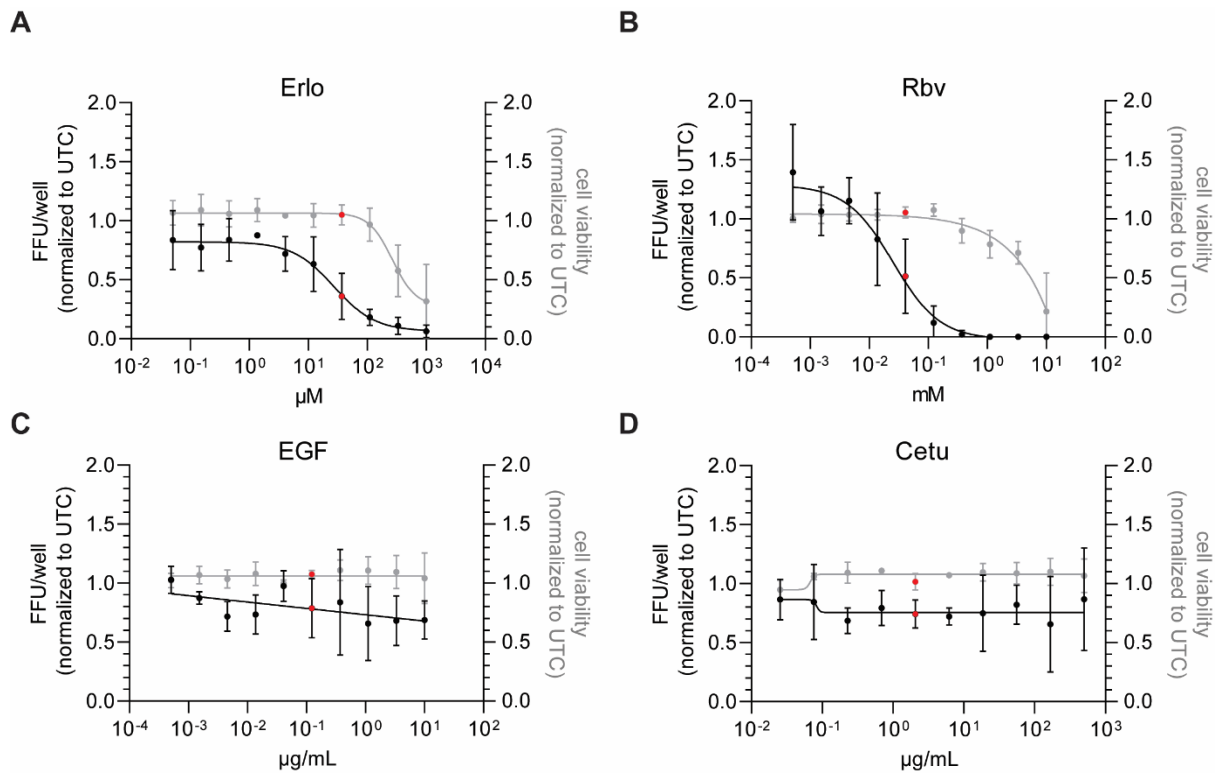 A
Erlo
FFU/well
(normalized to UTC)
2.0
1.5
1.0
0.5
0.0
2.0
1.5
1.0
0.5
0.0
cell viability
(normalized to UTC)
10⁻² 10⁻¹ 10⁰ 10¹ 10² 10³ 10⁴
µM
B
Rbv
FFU/well
(normalized to UTC)
2.0
1.5
1.0
0.5
0.0
2.0
1.5
1.0
0.5
0.0
cell viability
(normalized to UTC)
10⁻⁴ 10⁻³ 10⁻² 10⁻¹ 10⁰ 10¹ 10²
mM
C
EGF
FFU/well
(normalized to UTC)
2.0
1.5
1.0
0.5
0.0
2.0
1.5
1.0
0.5
0.0
cell viability
(normalized to UTC)
10⁻⁴ 10⁻³ 10⁻² 10⁻¹ 10⁰ 10¹ 10²
µg/mL
D
Cetu
FFU/well
(normalized to UTC)
2.0
1.5
1.0
0.5
0.0
2.0
1.5
1.0
0.5
0.0
cell viability
(normalized to UTC)
10⁻² 10⁻¹ 10⁰ 10¹ 10² 10³
µg/mL